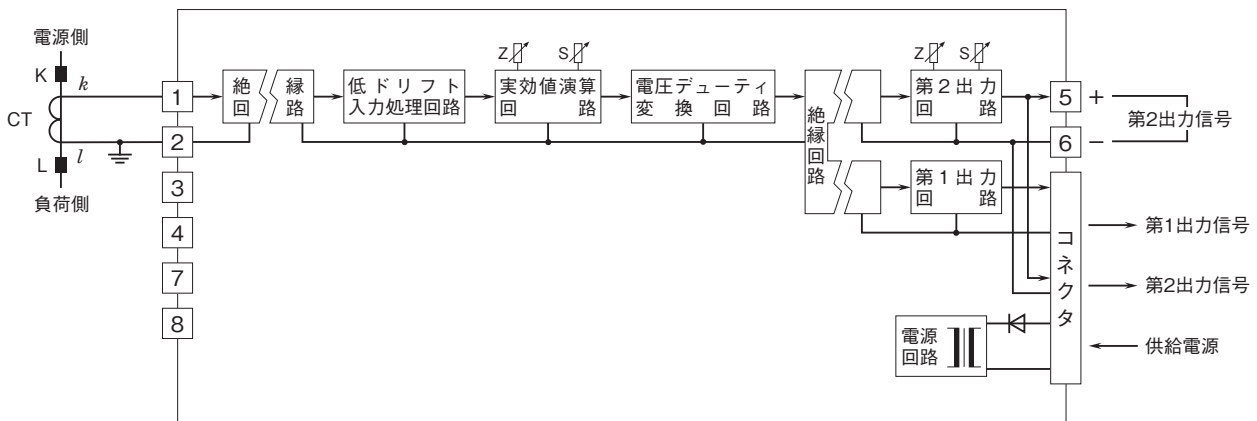 電源側
K
k
CT
l
L
負荷側
1
2
3
4
7
8
絶縁
回路
低ドリフト
入力処理回路
Z
S
実効値演算
回路
電圧デューティ
変換回路
絶縁回路
Z
S
第2出力
回路
第1出力
回路
電源
回路
5
+
6
−
第2出力信号
コネクタ
第1出力信号
第2出力信号
供給電源